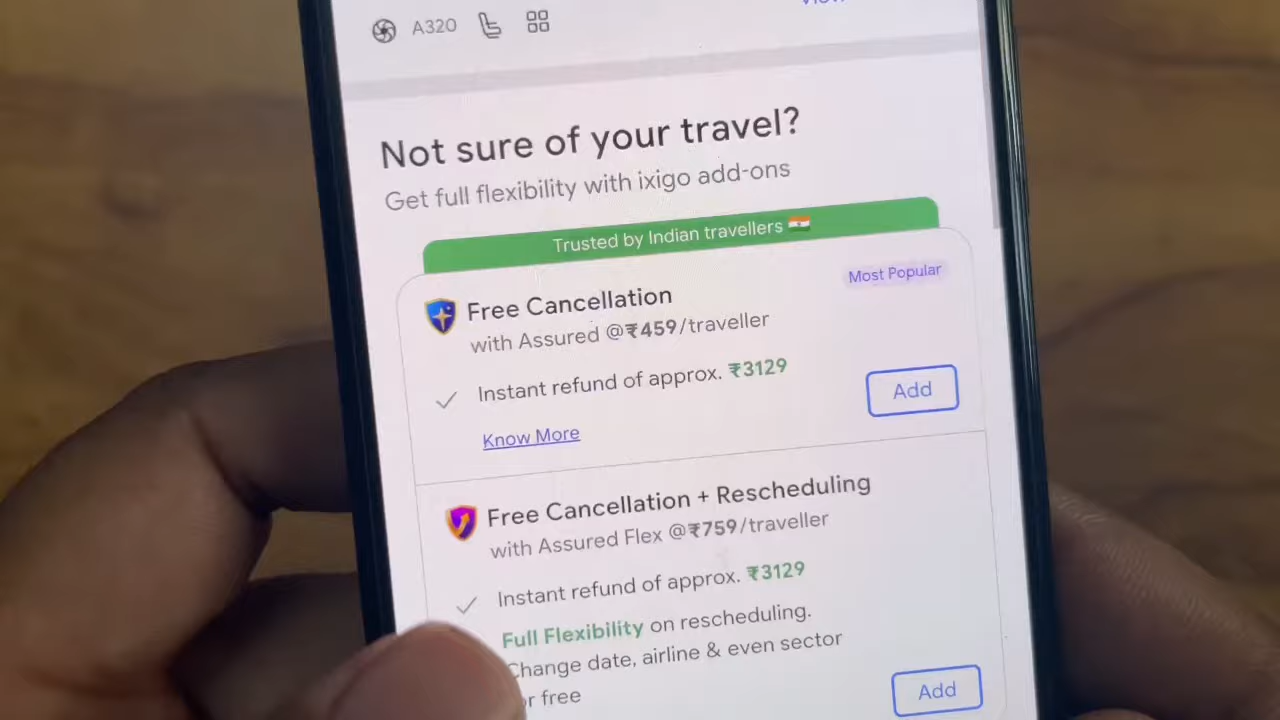 A320
Not sure of your travel?
Get full flexibility with ixigo add-ons
Trusted by Indian travellers 🇮🇳
Most Popular
Free Cancellation
with Assured @₹459/traveller
Instant refund of approx. ₹3129
Add
Know More
Free Cancellation + Rescheduling
with Assured Flex @₹759/traveller
Instant refund of approx. ₹3129
Full Flexibility on rescheduling.
Change date, airline & even sector
free
Add